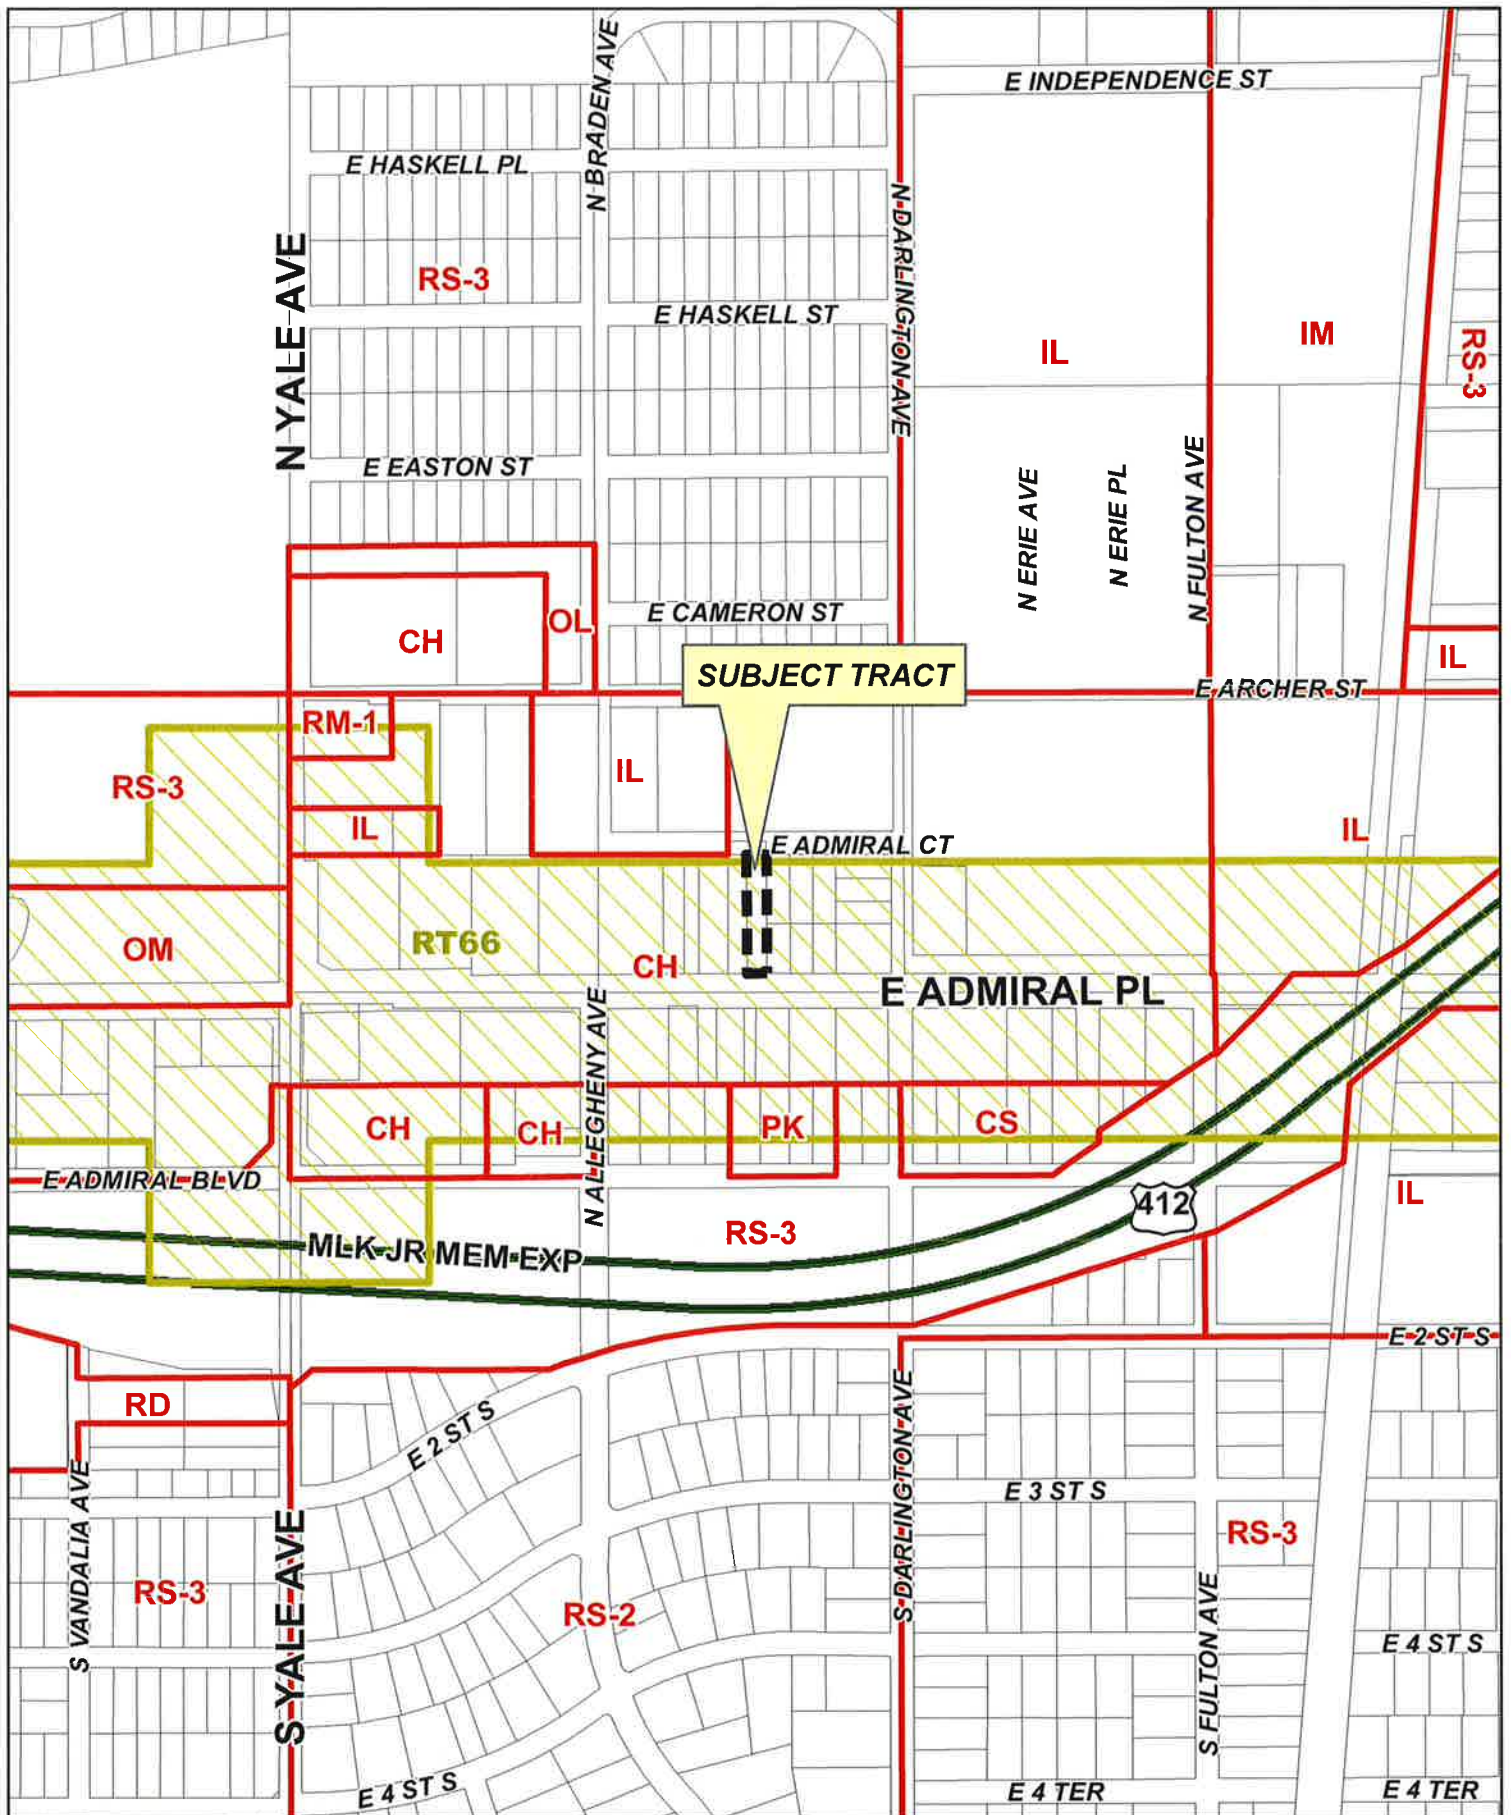 E INDEPENDENCE ST
N BRADEN AVE
E HASKELL PL
N DARLINGTON AVE
N YALE AVE
RS-3
E HASKELL ST
IL
IM
RS-3
E EASTON ST
N ERIE AVE
N ERIE PL
N FULTON AVE
E CAMERON ST
OL
CH
IL
SUBJECT TRACT
E ARCHER ST
RM-1
IL
RS-3
IL
IL
E ADMIRAL CT
RT66
OM
CH
E ADMIRAL PL
N ALLEGHENY AVE
CH
CH
PK
CS
E ADMIRAL BLVD
IL
412
RS-3
MLK JR MEM EXP
E 2 ST S
RD
E 2 ST S
S DARLINGTON AVE
E 3 ST S
S VANDALIA AVE
S YALE AVE
RS-3
RS-3
RS-2
S FULTON AVE
E 4 ST S
E 4 ST S
E 4 TER
E 4 TER